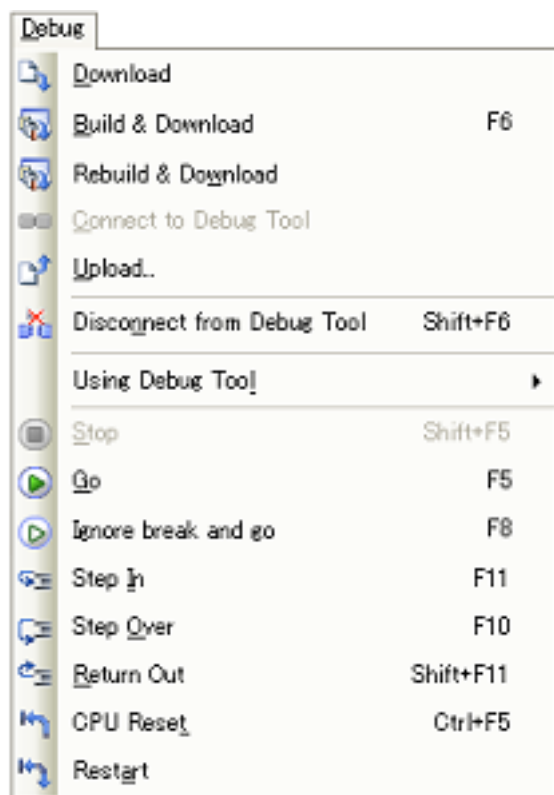 Debug
Download
Build & Download F6
Rebuild & Download
Connect to Debug Tool
Upload..
Disconnect from Debug Tool Shift+F6
Using Debug Tool
Stop Shift+F5
Go F5
Ignore break and go F8
Step In F11
Step Over F10
Return Out Shift+F11
CPU Reset Ctrl+F5
Restart